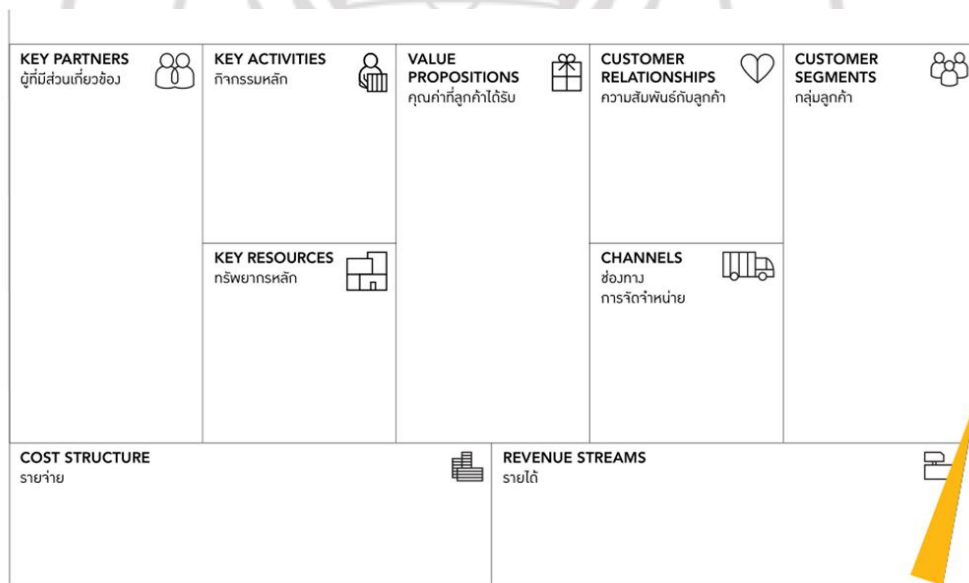 KEY PARTNERS
ผู้ที่มีส่วนเกี่ยวข้อง
KEY ACTIVITIES
กิจกรรมหลัก
VALUE
PROPOSITIONS
คุณค่าที่ลูกค้าได้รับ
CUSTOMER
RELATIONSHIPS
ความสัมพันธ์กับลูกค้า
CUSTOMER
SEGMENTS
กลุ่มลูกค้า
KEY RESOURCES
ทรัพยากรหลัก
CHANNELS
ช่องทาง
การจัดจำหน่าย
COST STRUCTURE
รายจ่าย
REVENUE STREAMS
รายได้